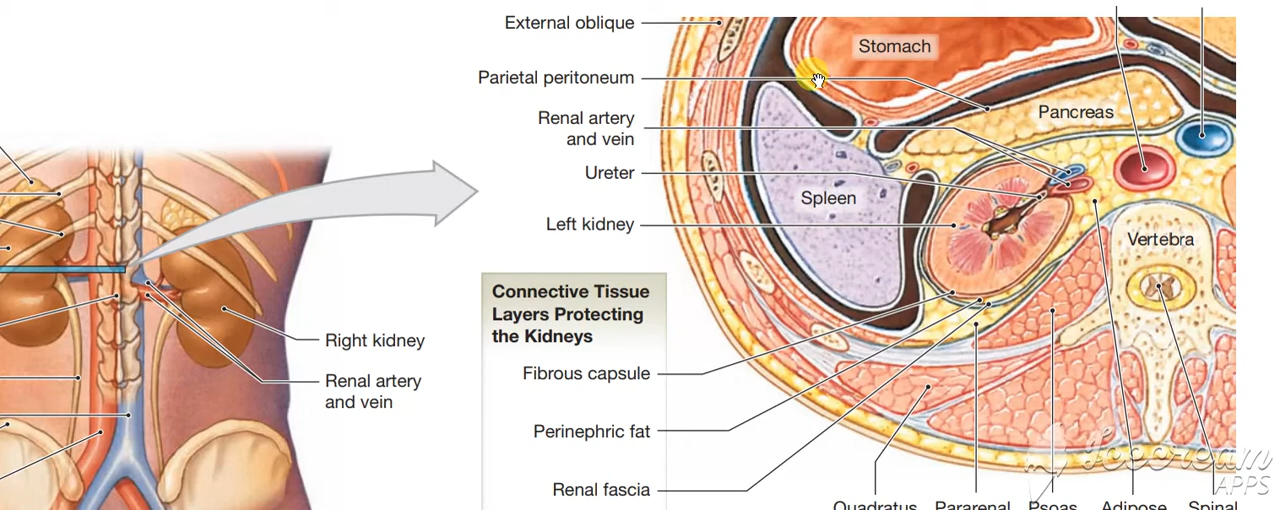 External oblique
Stomach
Parietal peritoneum
Pancreas
Renal artery
and vein
Ureter
Spleen
Left kidney
Vertebra
Connective Tissue
Layers Protecting
the Kidneys
Right kidney
Fibrous capsule
Renal artery
and vein
Perinephric fat
Renal fascia
APPS
Quadratus
Pararenal
Psoas
Adipose
Spinal